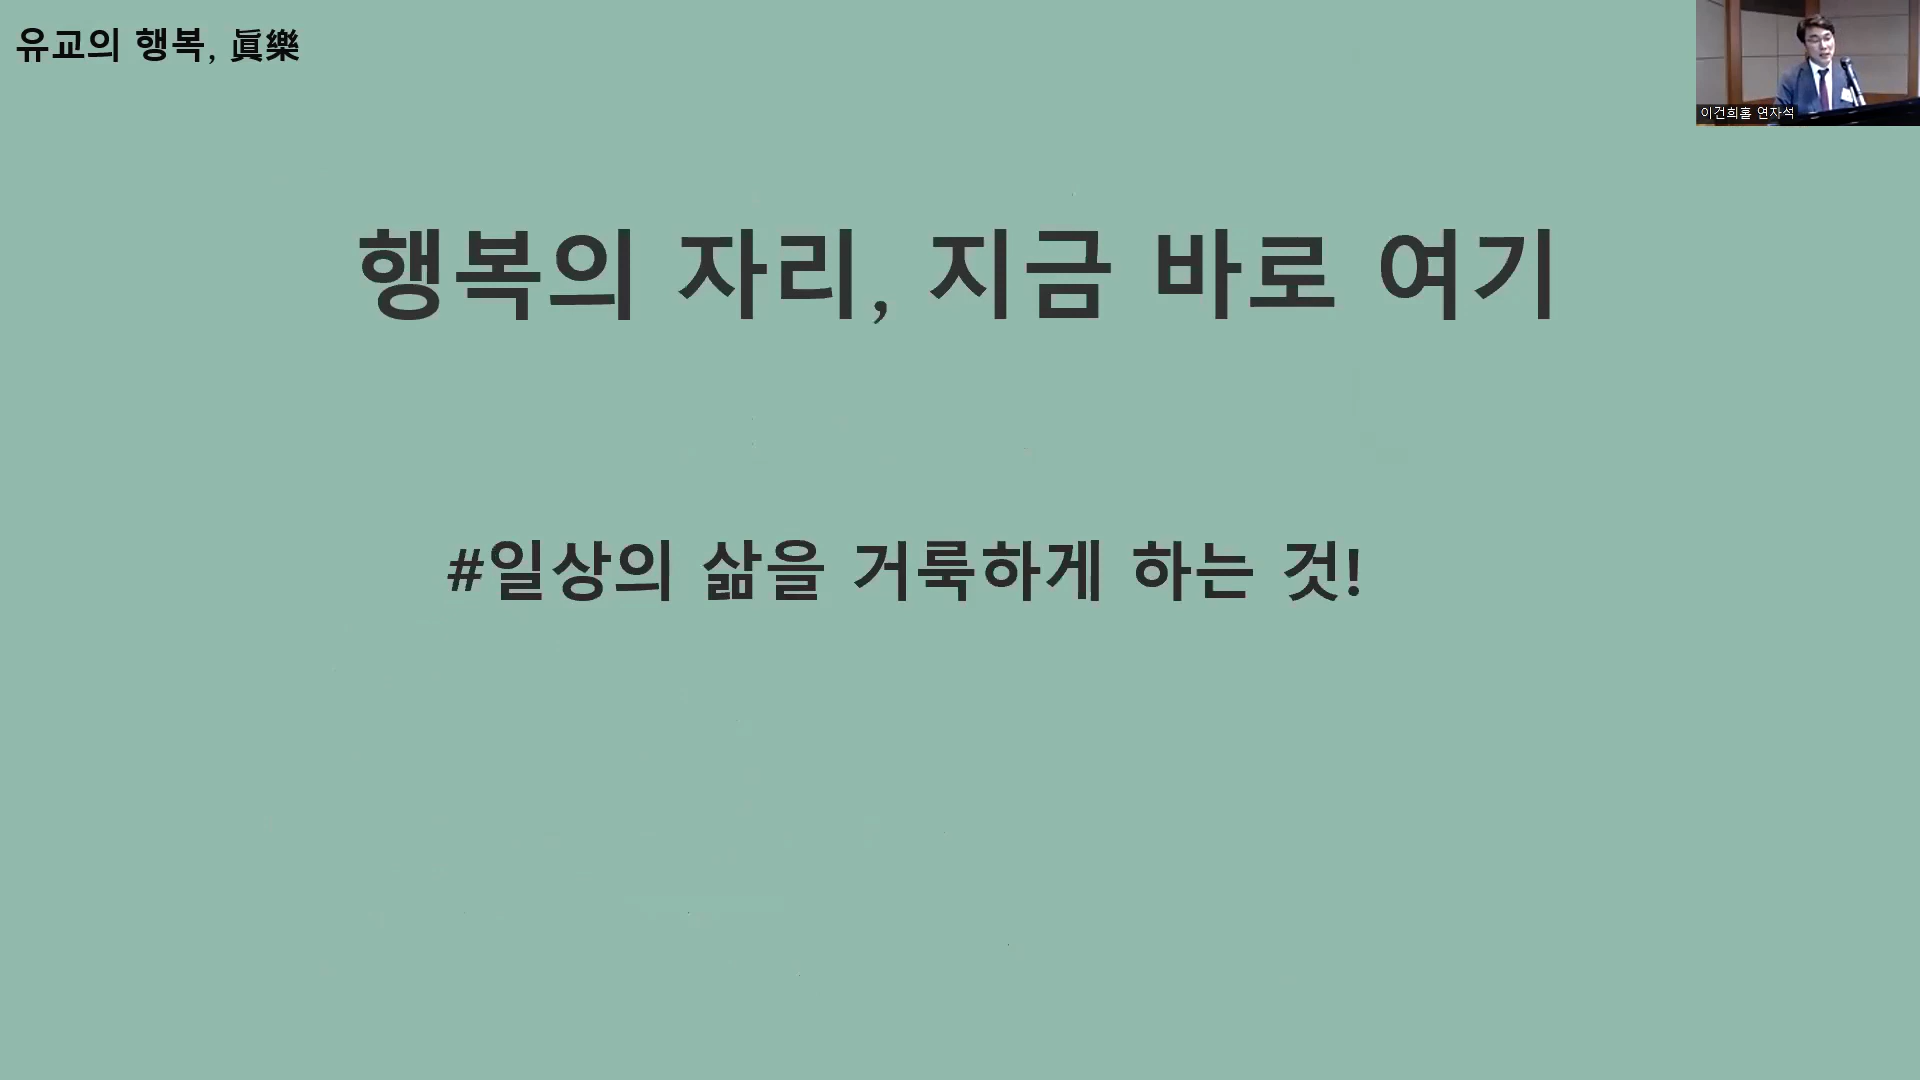 유교의 행복, 眞樂
이건희홀 연자석
행복의 자리, 지금 바로 여기
#일상의 삶을 거룩하게 하는 것!